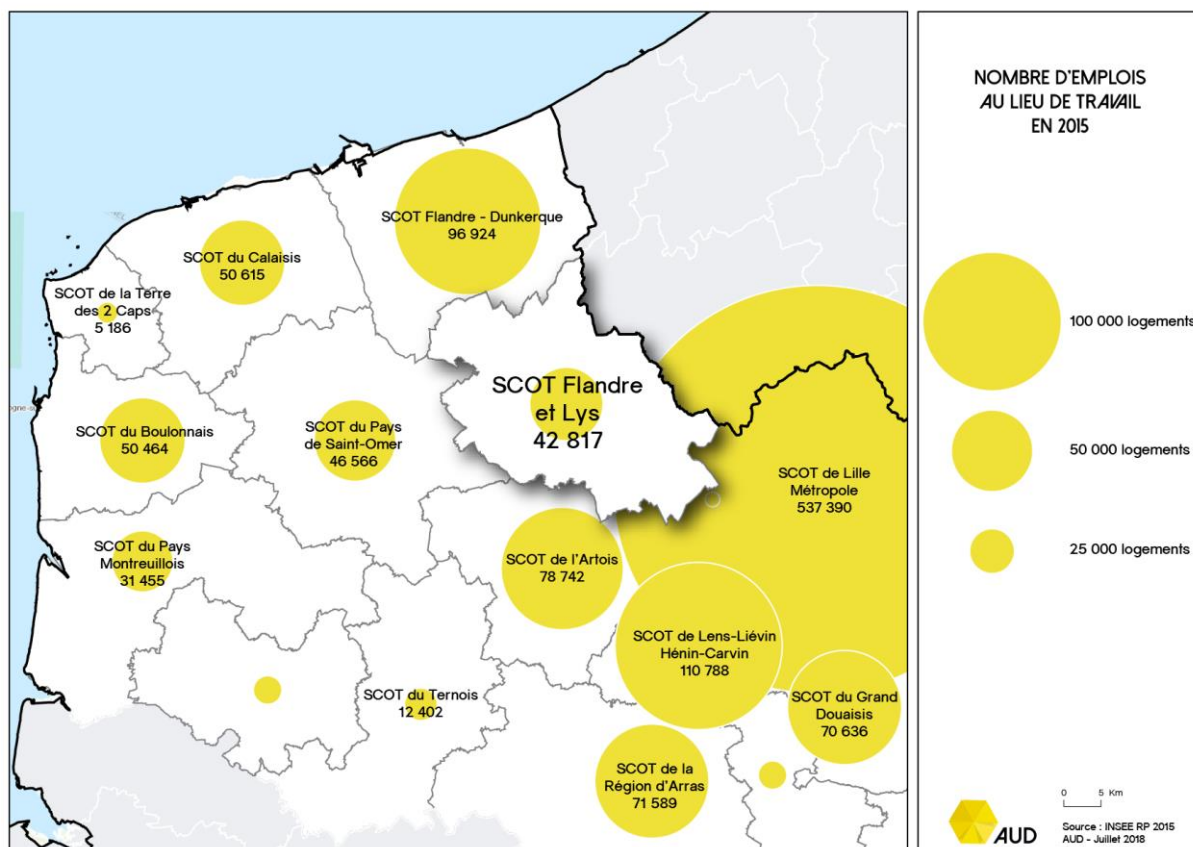 NOMBRE D'EMPLOIS
AU LIEU DE TRAVAIL
EN 2015
SCOT Flandre - Dunkerque
96 924
SCOT du Calaisis
50 615
SCOT de la Terre
des 2 Caps
5 186
SCOT Flandre
et Lys
42 817
SCOT du Boulonnais
50 464
SCOT du Pays
de Saint-Omer
46 566
SCOT de Lille
Métropole
537 390
SCOT du Pays
Montreuillois
31 455
SCOT de l'Artois
78 742
SCOT de Lens-Liévin
Hénin-Carvin
110 788
SCOT du Ternois
12 402
SCOT du Grand
Douaisis
70 636
SCOT de la
Région d'Arras
71 589
100 000 logements
50 000 logements
25 000 logements
0 5 Km
AUD
Source : INSEE RP 2015
AUD - Juillet 2018